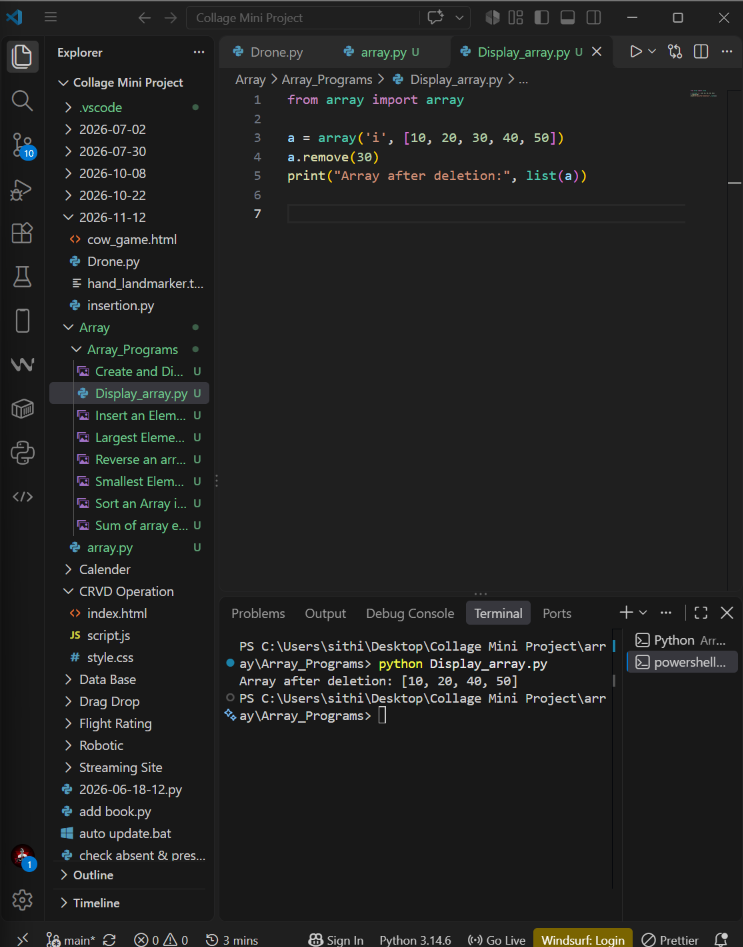 Collage Mini Project
Explorer
Collage Mini Project
.vscode
2026-07-02
2026-07-30
2026-10-08
2026-10-22
2026-11-12
cow_game.html
Drone.py
hand_landmarker.t...
insertion.py
Array
Array_Programs
Create and Di... U
Display_array.py U
Insert an Elem... U
Largest Eleme... U
Reverse an arr... U
Smallest Elem... U
Sort an Array i... U
Sum of array e... U
array.py U
Calender
CRVD Operation
index.html
JS script.js
# style.css
Data Base
Drag Drop
Flight Rating
Robotic
Streaming Site
2026-06-18-12.py
add book.py
auto update.bat
check absent & pres...
Outline
Timeline
10
1
Drone.py array.py U Display_array.py U
Array > Array_Programs > Display_array.py > ...
1 from array import array
2
3 a = array('i', [10, 20, 30, 40, 50])
4 a.remove(30)
5 print("Array after deletion:", list(a))
6
7
Problems Output Debug Console Terminal Ports
PS C:\Users\sithi\Desktop\Collage Mini Project\arr
ay\Array_Programs> python Display_array.py
Array after deletion: [10, 20, 40, 50]
PS C:\Users\sithi\Desktop\Collage Mini Project\arr
ay\Array_Programs>
Python Arr...
powershell...
main* 0 0 3 mins Sign In Python 3.14.6 Go Live Windsurf: Login Prettier